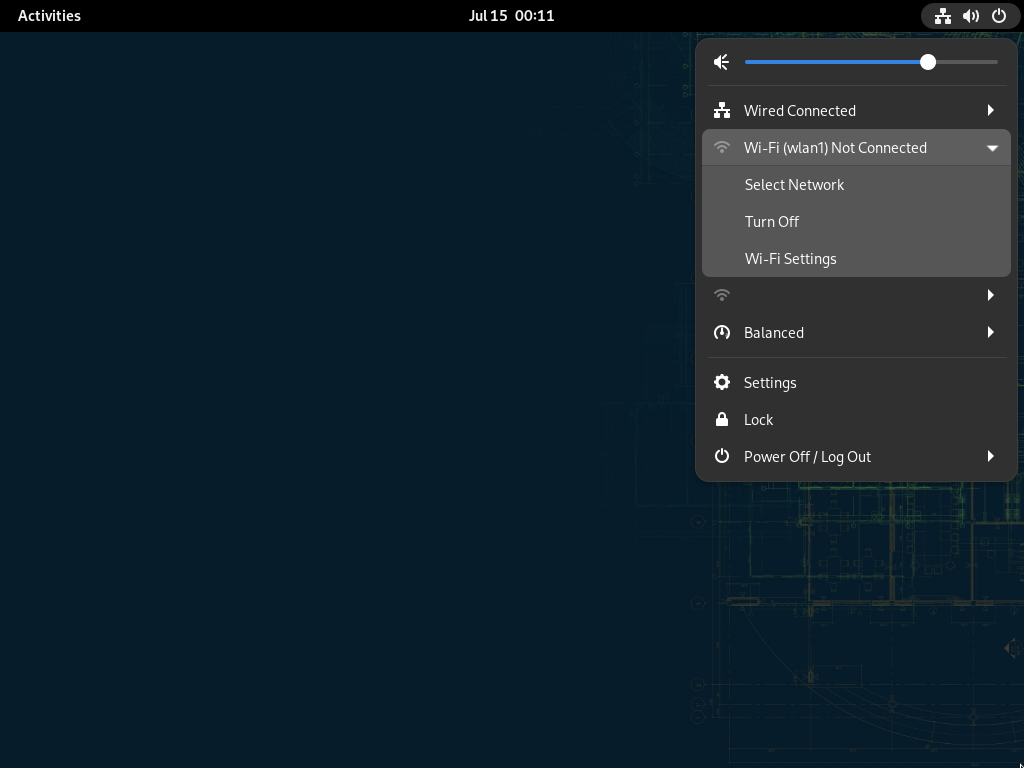 Activities
Jul 15  00:11
Wired Connected
Wi-Fi (wlan1) Not Connected
Select Network
Turn Off
Wi-Fi Settings
Balanced
Settings
Lock
Power Off / Log Out